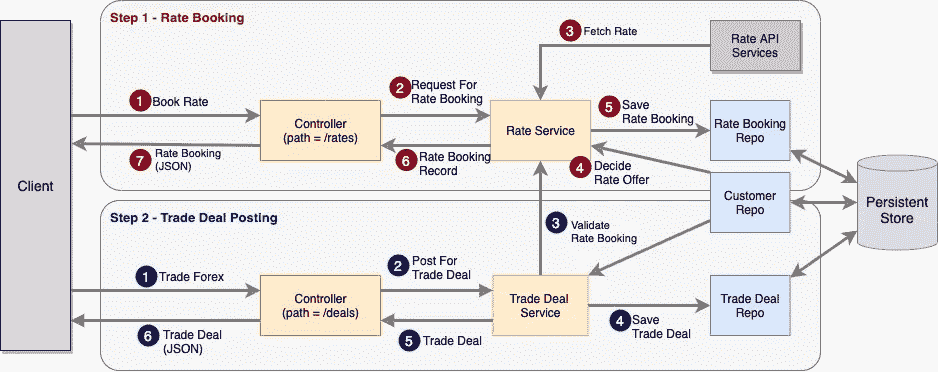 Step 1 - Rate Booking
3 Fetch Rate
Rate API
Services
1 Book Rate
2 Request For
Rate Booking
Controller
(path = /rates)
Rate Service
5 Save
Rate Booking
Rate Booking
Repo
7 Rate Booking
(JSON)
6 Rate Booking
Record
4 Decide
Rate Offer
Client
Customer
Repo
Persistent
Store
Step 2 - Trade Deal Posting
3 Validate
Rate Booking
1 Trade Forex
2 Post For
Trade Deal
Controller
(path = /deals)
Trade Deal
Service
Trade Deal
Repo
6 Trade Deal
(JSON)
5 Trade Deal
4 Save
Trade Deal